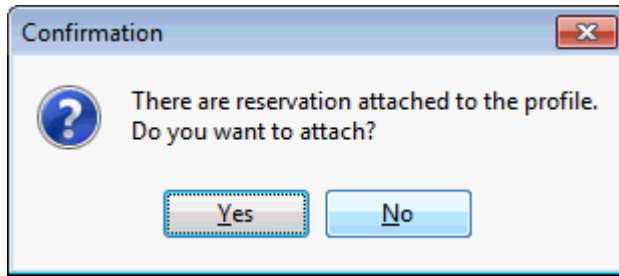 Confirmation
There are reservation attached to the profile.
Do you want to attach?
Yes
No